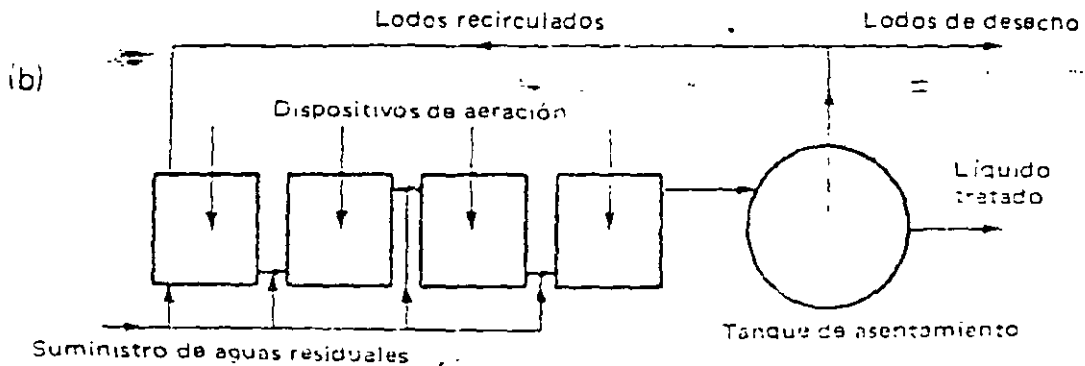 Lodos recirculados
Lodos de desecho
(b)
Dispositivos de aeración
Líquido
tratado
Tanque de asentamiento
Suministro de aguas residuales